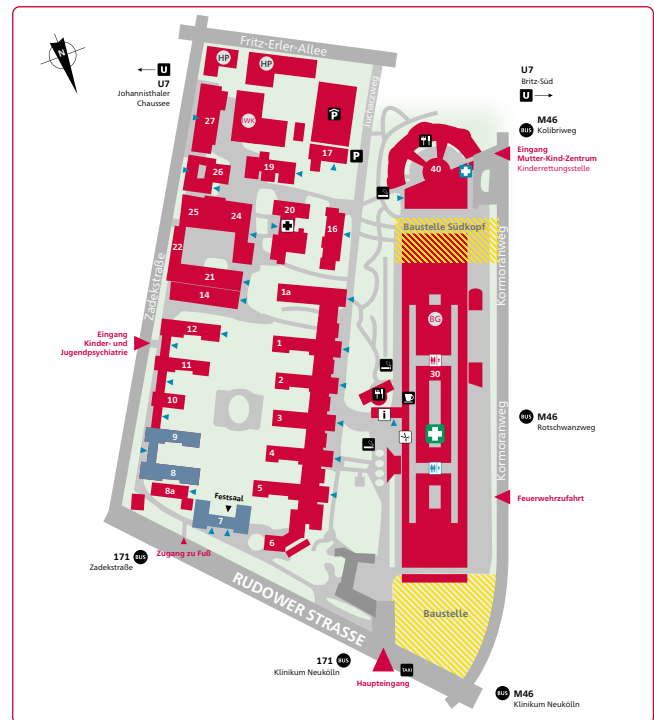 Fritz-Erler-Allee
N
HP
HP
U
U7
Johannisthaler
Chaussee
U7
Britz-Süd
U
Juchaczweg
M46
BUS
Kolibriweg
27
IWK
P
17
P
Eingang
Mutter-Kind-Zentrum
Kinderrettungsstelle
40
19
26
20
25
24
16
Baustelle Südkopf
22
Zadekstraße
21
14
1a
Kormoranweg
BG
12
1
Eingang
Kinder- und
Jugendpsychiatrie
11
2
30
10
3
i
M46
BUS
Rotschwanzweg
9
4
Kormoranweg
8
5
8a
Festsaal
7
Feuerwehrzufahrt
6
Zugang zu Fuß
171
BUS
Zadekstraße
RUDOWER STRASSE
Baustelle
171
BUS
Klinikum Neukölln
TAXI
Haupteingang
BUS
M46
Klinikum Neukölln